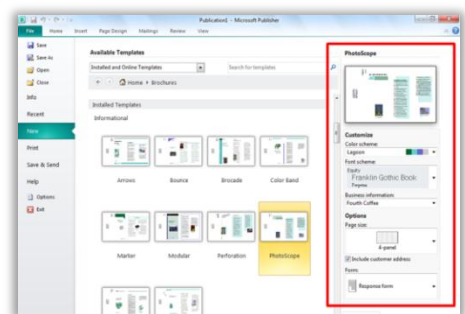 Publication1 - Microsoft Publisher
File Home Insert Page Design Mailings Review View
Save
Save As
Open
Close
Info
Recent
New
Print
Save & Send
Help
Options
Exit
Available Templates
Installed and Online Templates
Search for templates
Home Brochures
Installed Templates
Informational
Arrows Bounce Brocade Color Band
Marker Modular Perforation PhotoScope
PhotoScope
Customize
Color scheme:
Lagoon
Font scheme:
Equity
Franklin Gothic Book
Business information:
Fourth Coffee
Options
Page size:
4-panel
Include customer address
Form:
Response form